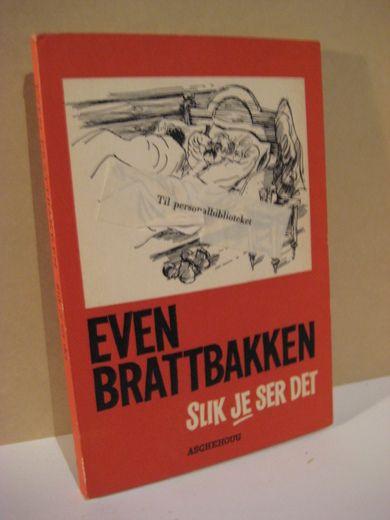 Til personalbiblioteket
EVEN
BRATTBAKKEN
SLIK JE SER DET
ASCHEHOUG